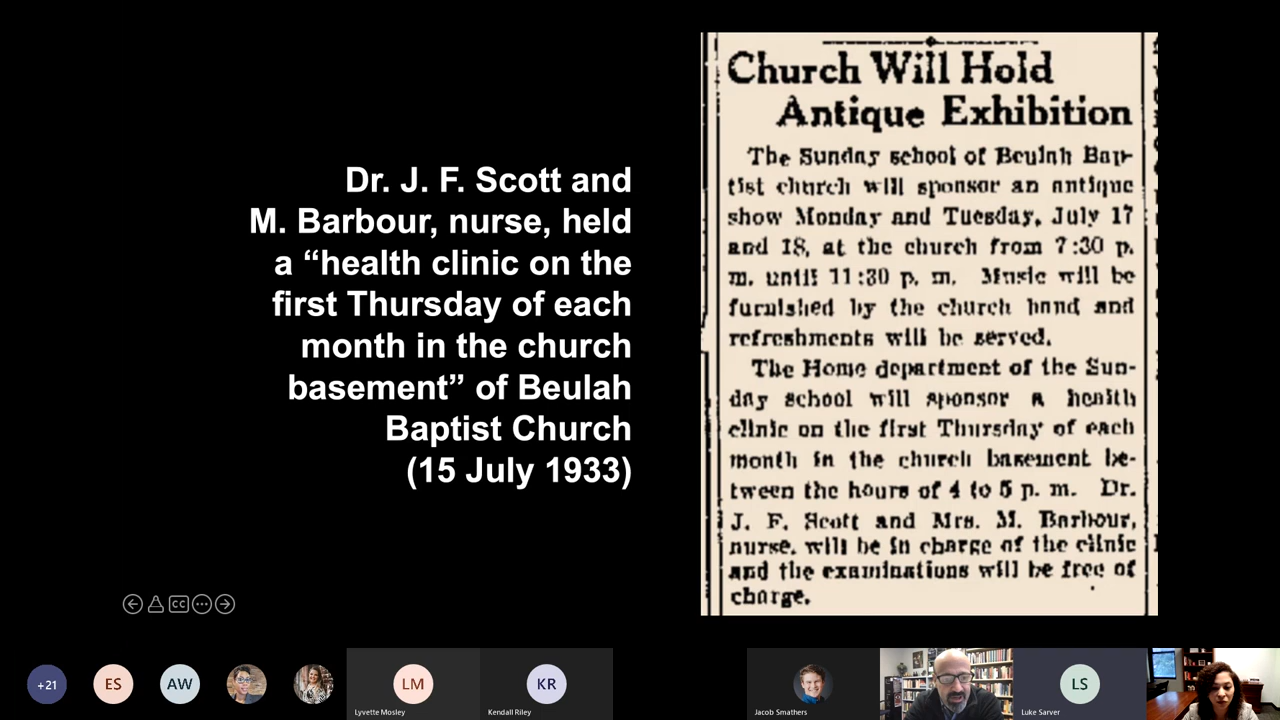 Dr. J. F. Scott and
M. Barbour, nurse, held
a “health clinic on the
first Thursday of each
month in the church
basement” of Beulah
Baptist Church
(15 July 1933)
Church Will Hold
Antique Exhibition
The Sunday school of Beulah Bap-
tist church will sponsor an antique
show Monday and Tuesday, July 17
and 18, at the church from 7:30 p.
m. until 11:30 p. m. Music will be
furnished by the church band and
refreshments will be served.
The Home department of the Sun-
day school will sponsor a health
clinic on the first Thursday of each
month in the church basement be-
tween the hours of 4 to 5 p. m. Dr.
J. F. Scott and Mrs. M. Barbour,
nurse, will be in charge of the clinic
and the examinations will be free of
charge.
CC
+21
ES
AW
LM
KR
LS
Lyvette Mosley
Kendall Riley
Jacob Smathers
Luke Sarver